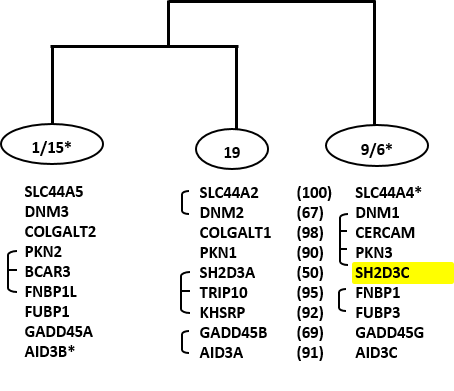 1/15* 19 9/6*
SLC44A5 SLC44A2 (100) SLC44A4*
DNM3 DNM2 (67) DNM1
COLGALT2 COLGALT1 (98) CERCAM
PKN2 PKN1 (90) PKN3
BCAR3 SH2D3A (50) SH2D3C
FNBP1L TRIP10 (95) FNBP1
FUBP1 KHSRP (92) FUBP3
GADD45A GADD45B (69) GADD45G
AID3B* AID3A (91) AID3C